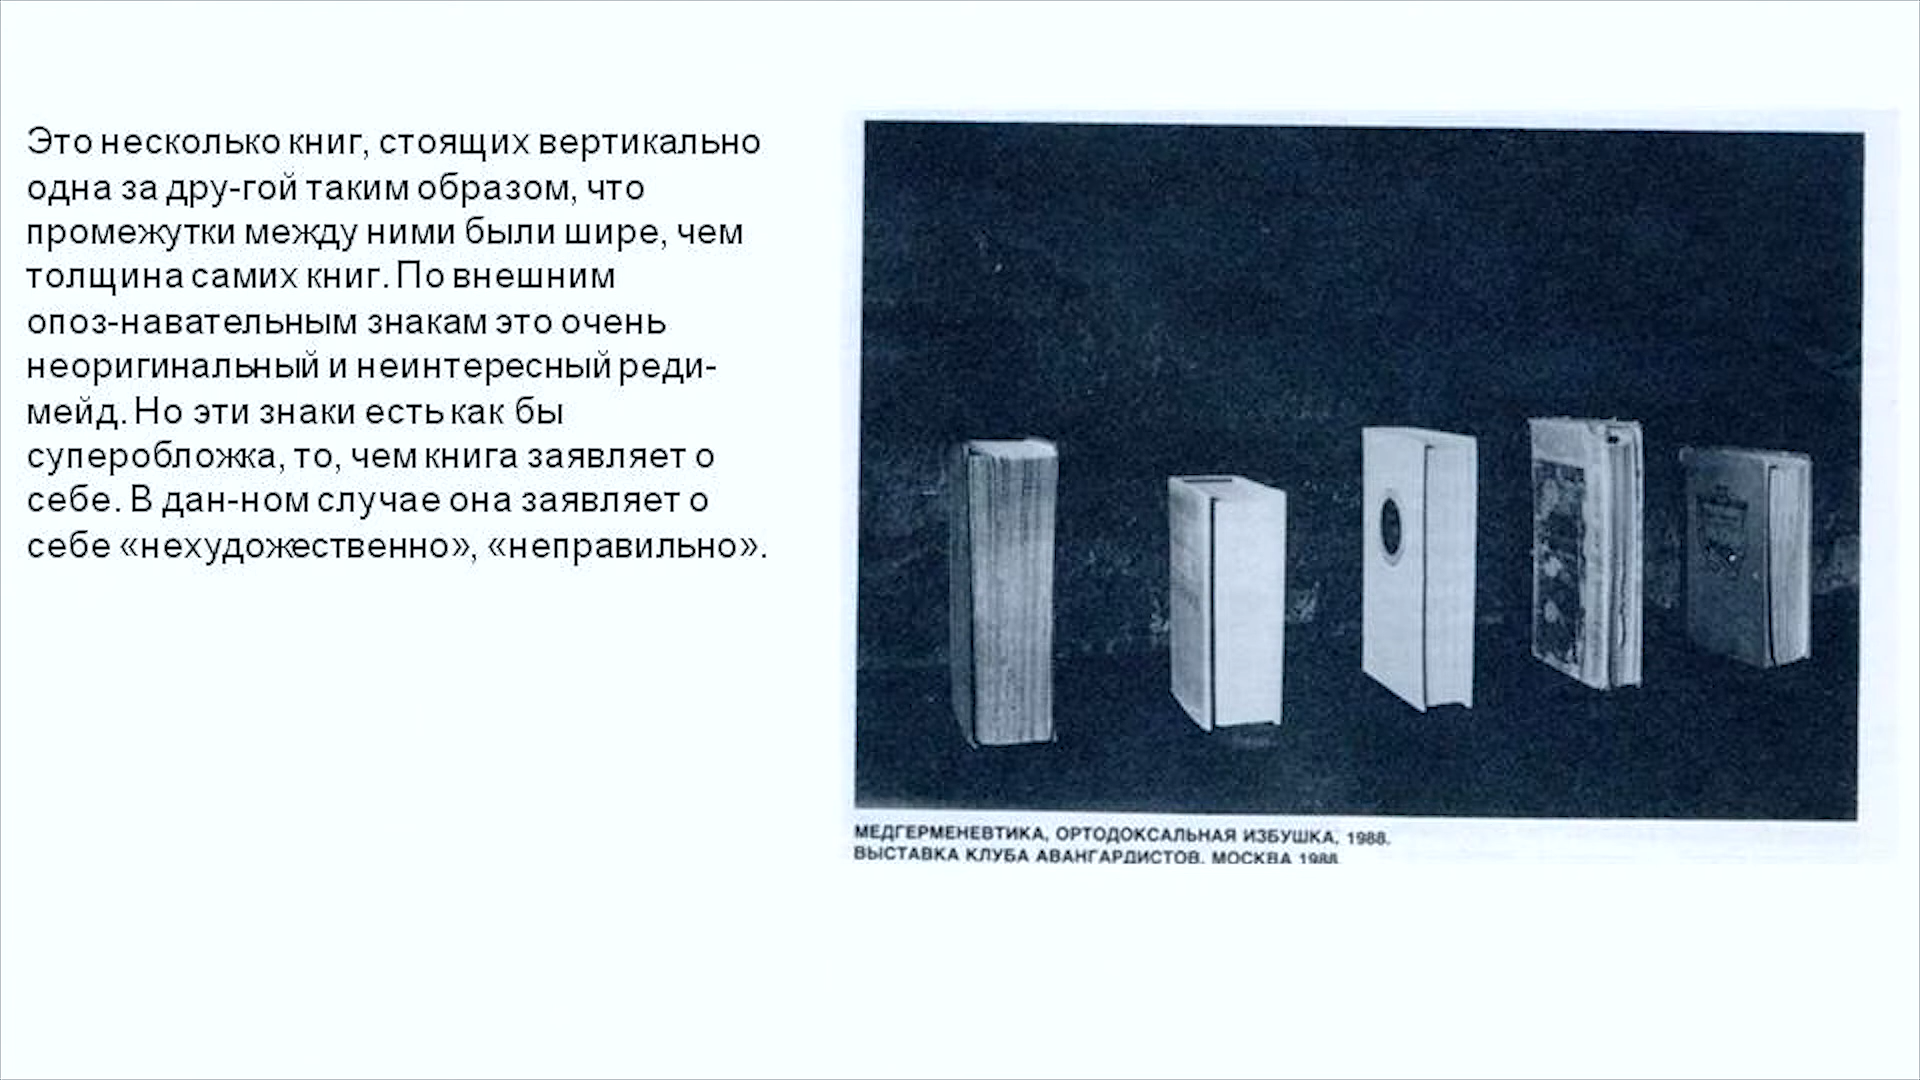 Это несколько книг, стоящих вертикально
одна за дру-гой таким образом, что
промежутки между ними были шире, чем
толщина самих книг. По внешним
опоз-навательным знакам это очень
неоригинальный и неинтересный реди-
мейд. Но эти знаки есть как бы
суперобложка, то, чем книга заявляет о
себе. В дан-ном случае она заявляет о
себе «нехудожественно», «неправильно».
МЕДГЕРМЕНЕВТИКА, ОРТОДОКСАЛЬНАЯ ИЗБУШКА, 1988.
ВЫСТАВКА КЛУБА АВАНГАРДИСТОВ. МОСКВА 1988